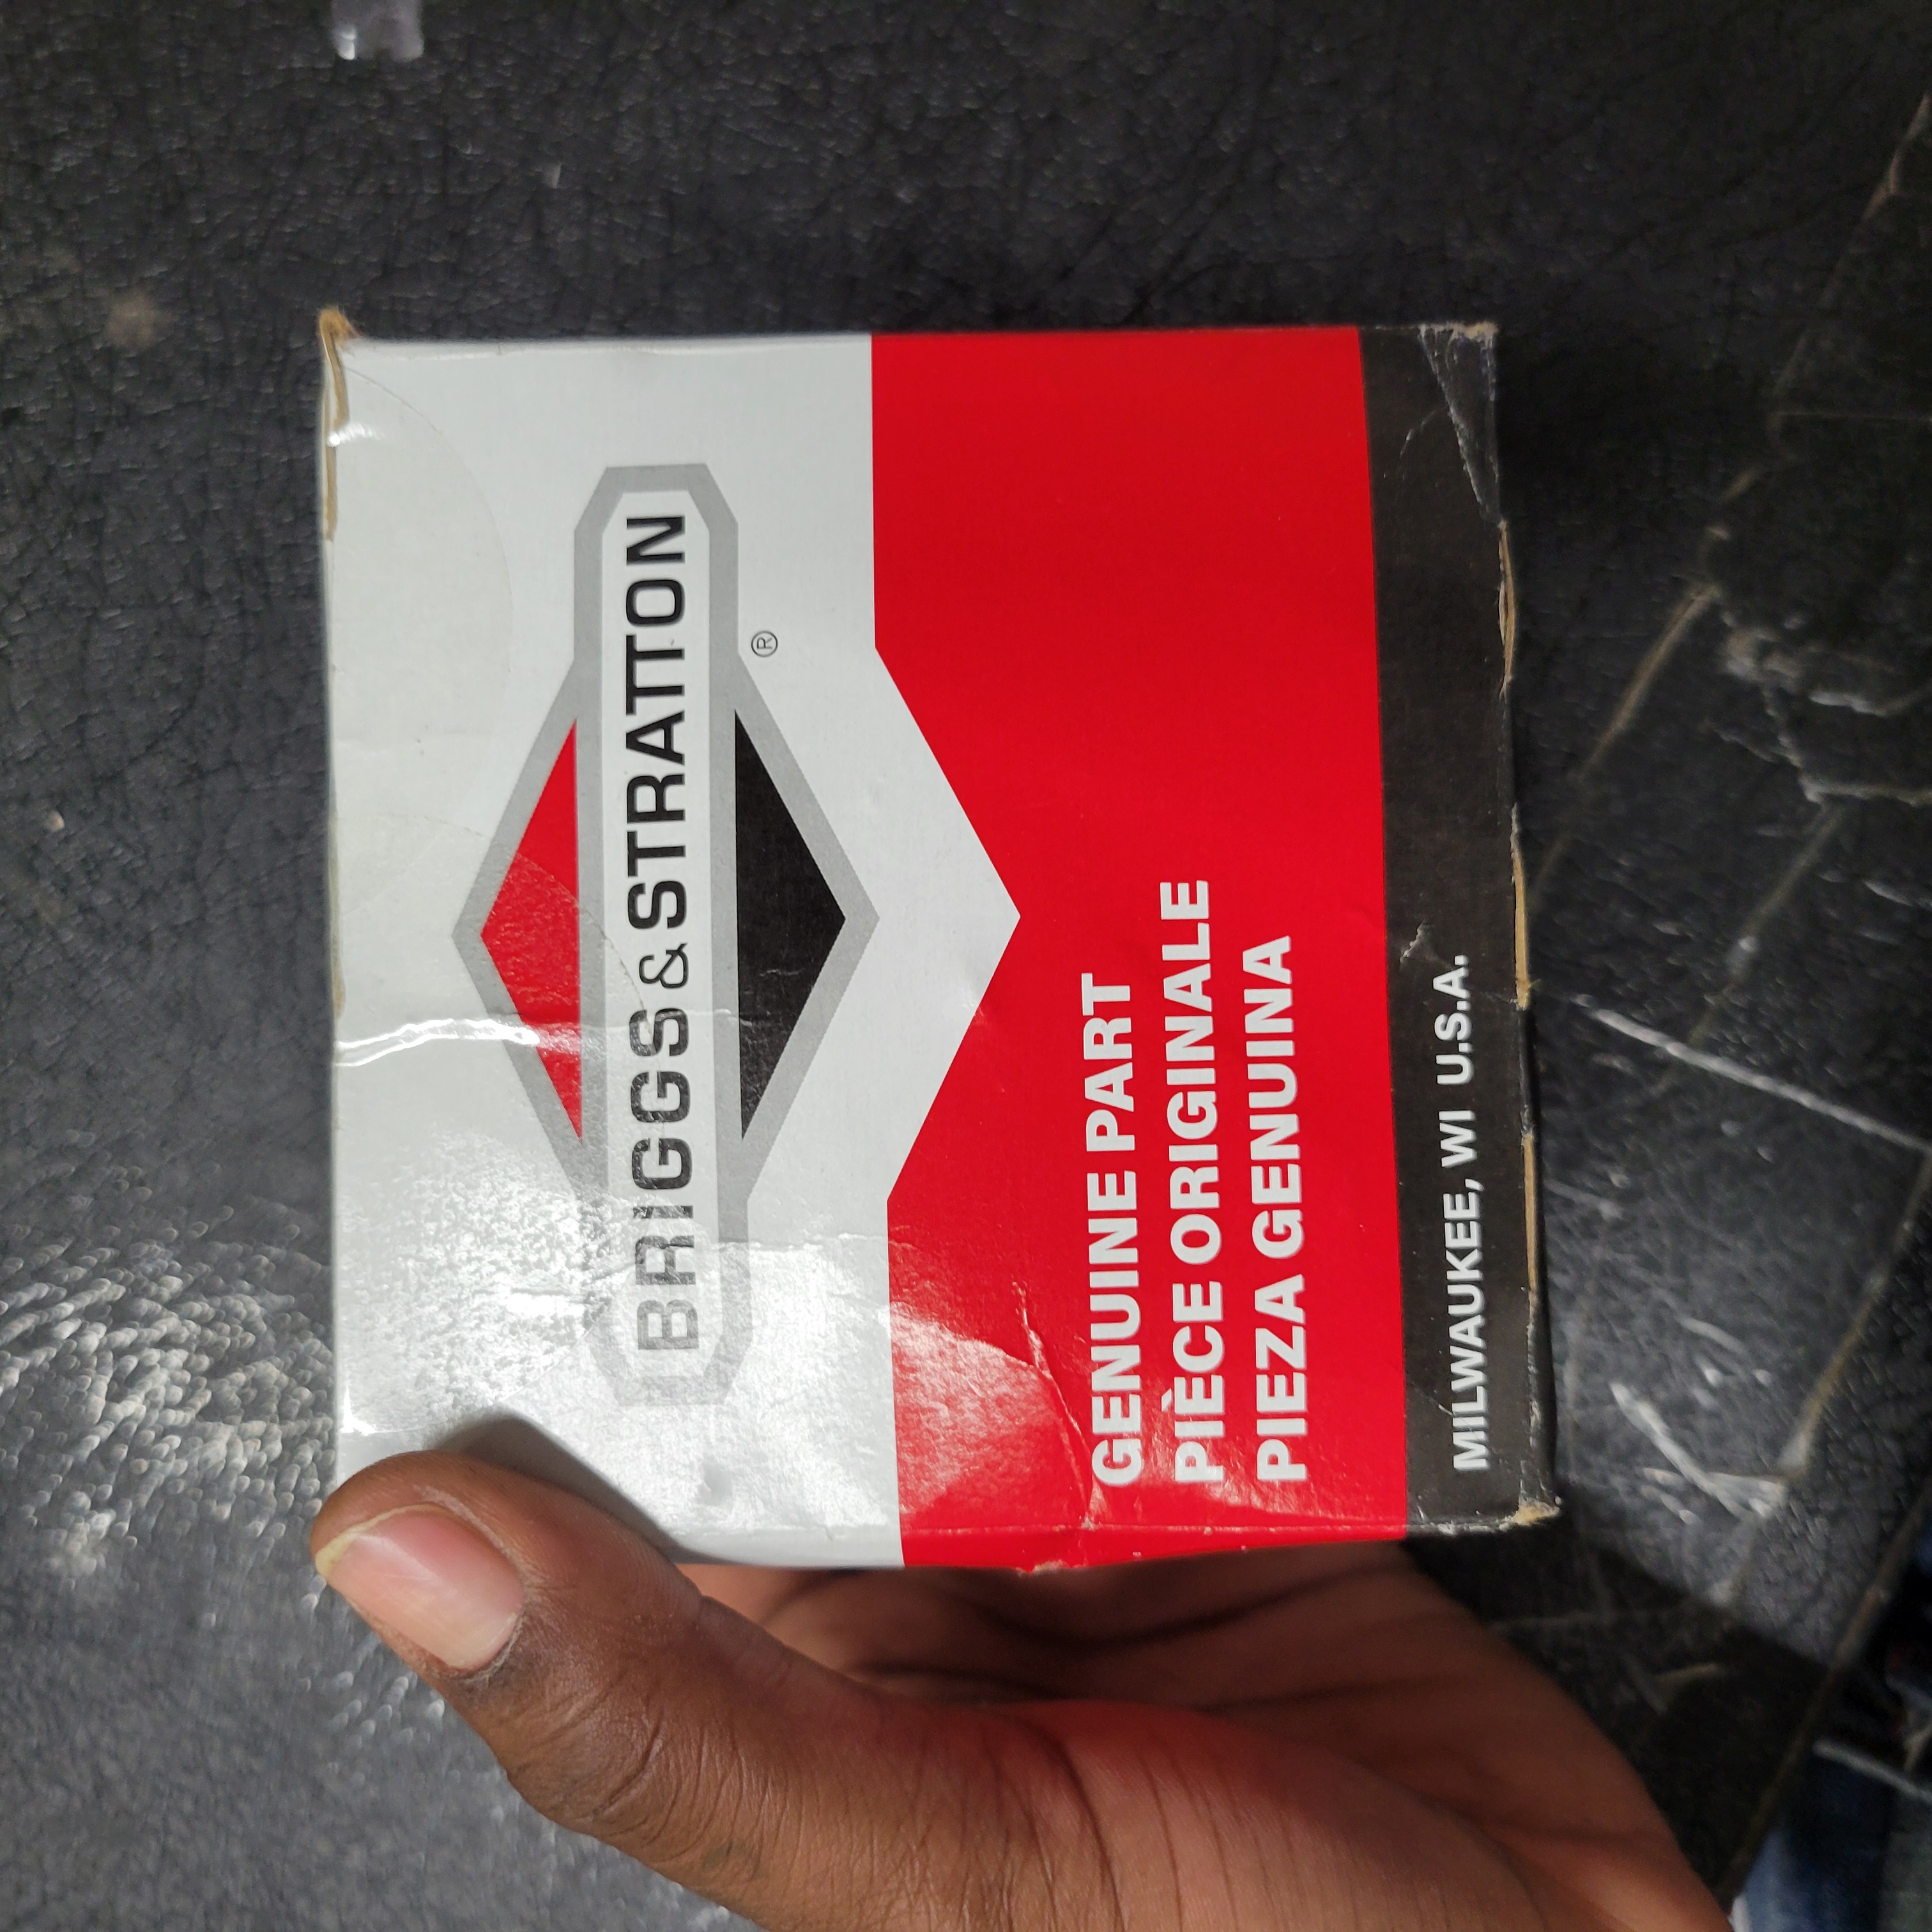 BRIGGS & STRATTON
®
GENUINE PART
PIÈCE ORIGINALE
PIEZA GENUINA
MILWAUKEE, WI U.S.A.